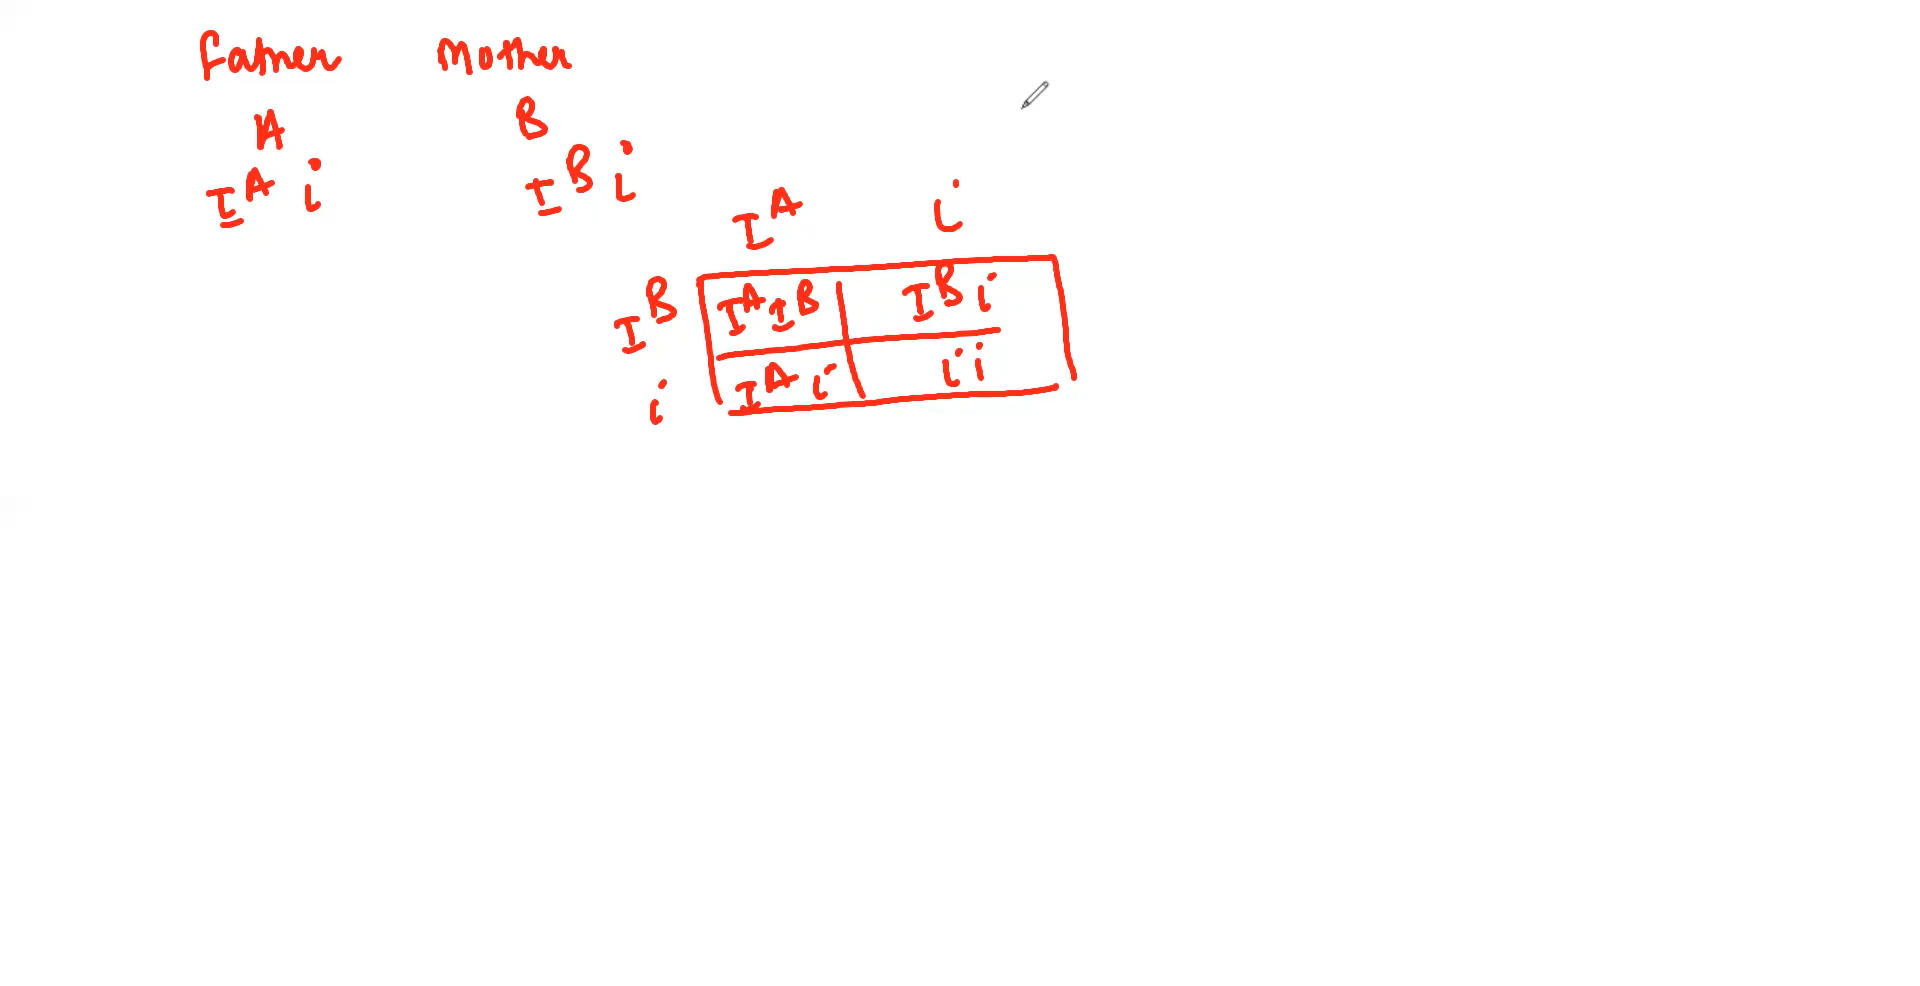 Father Mother
A B
I^A i I^B i
I^A i
I^B I^A I^B I^B i
i I^A i i i